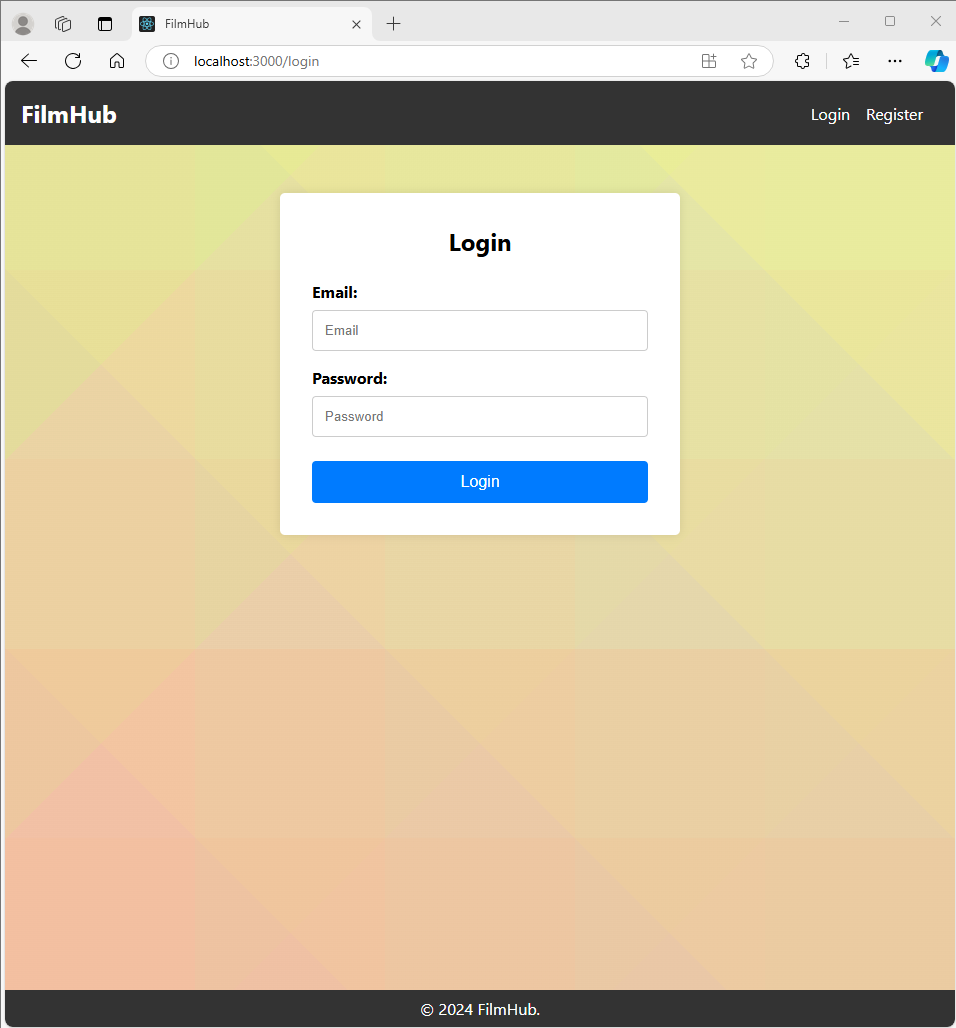 FilmHub
localhost:3000/login
FilmHub
Login Register
Login
Email:
Email
Password:
Password
Login
© 2024 FilmHub.